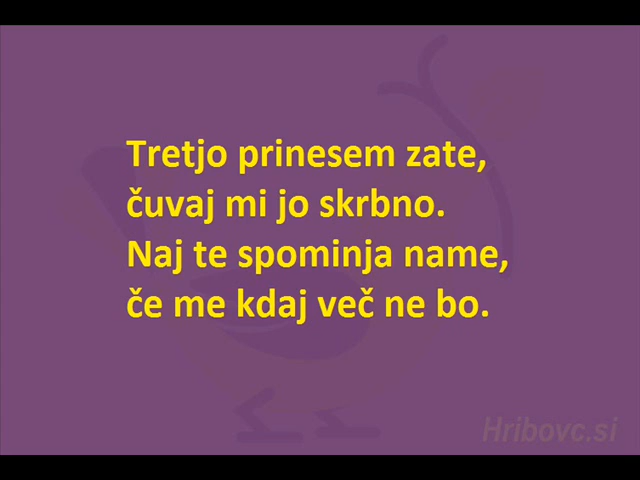 Tretjo prinesem zate,
čuvaj mi jo skrbno.
Naj te spominja name,
če me kdaj več ne bo.
Hribovc.si